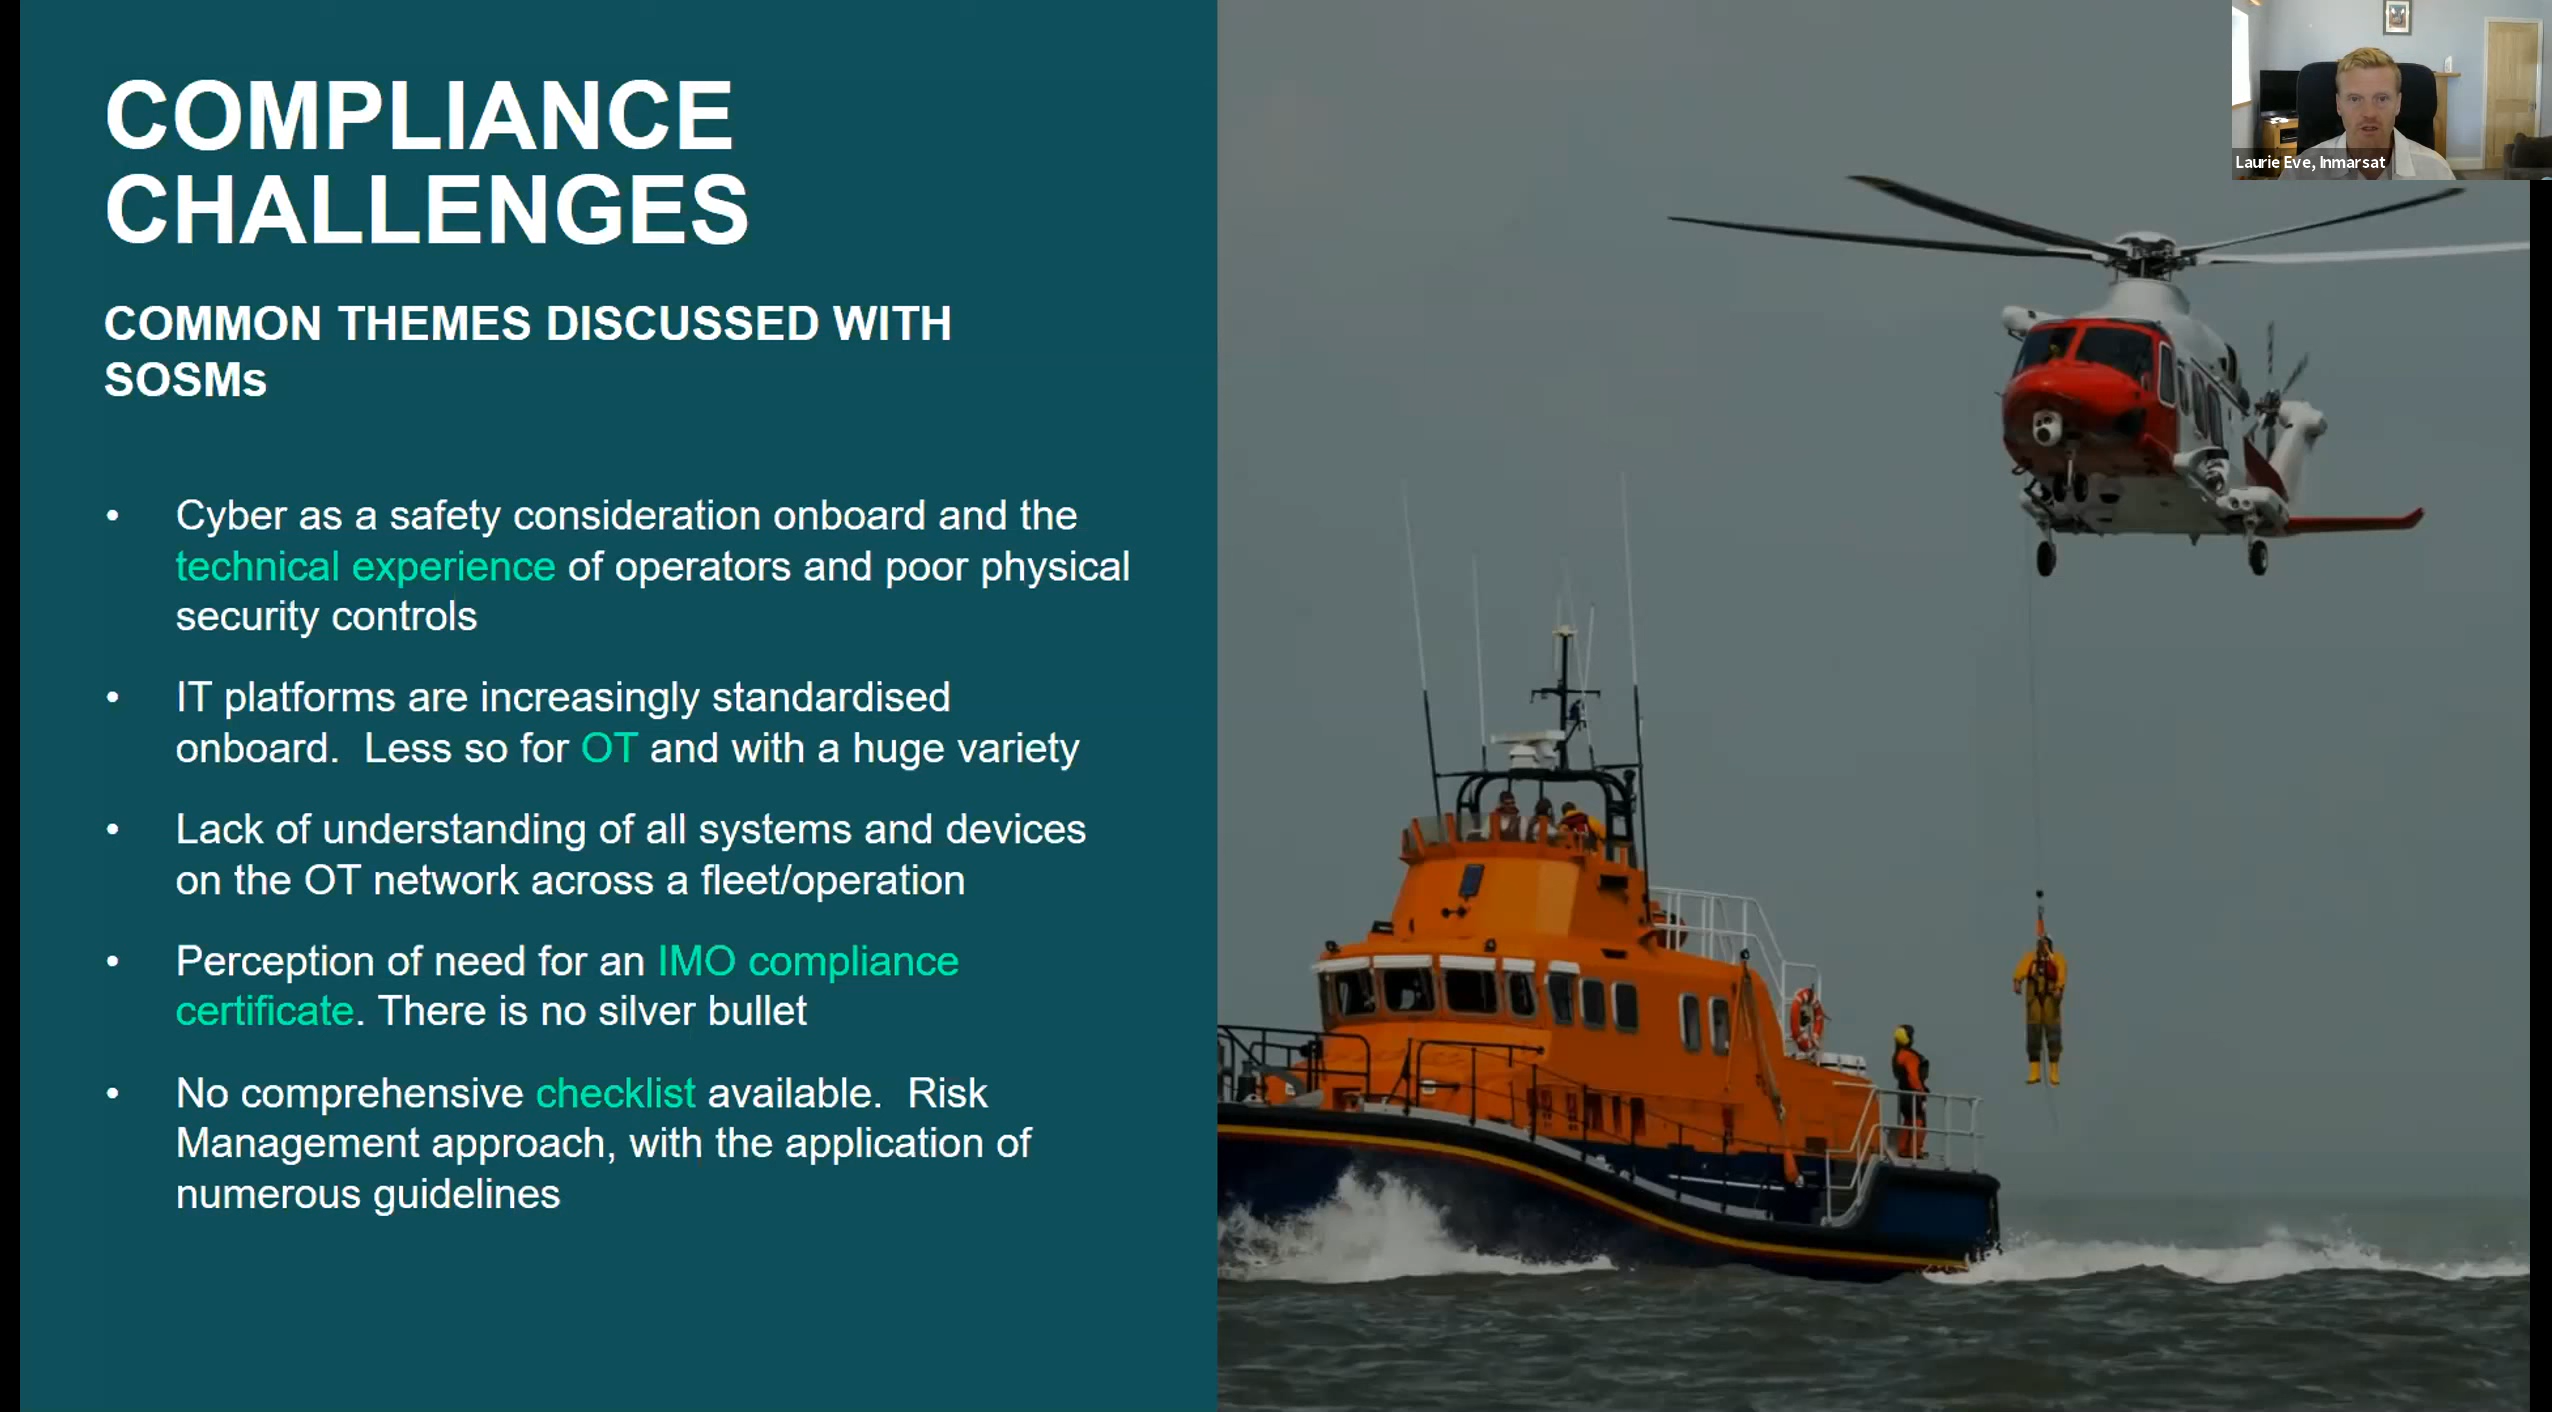 COMPLIANCE
CHALLENGES
COMMON THEMES DISCUSSED WITH
SOSMs
• Cyber as a safety consideration onboard and the
technical experience of operators and poor physical
security controls
• IT platforms are increasingly standardised
onboard.  Less so for OT and with a huge variety
• Lack of understanding of all systems and devices
on the OT network across a fleet/operation
• Perception of need for an IMO compliance
certificate. There is no silver bullet
• No comprehensive checklist available.  Risk
Management approach, with the application of
numerous guidelines
Laurie Eve, Inmarsat